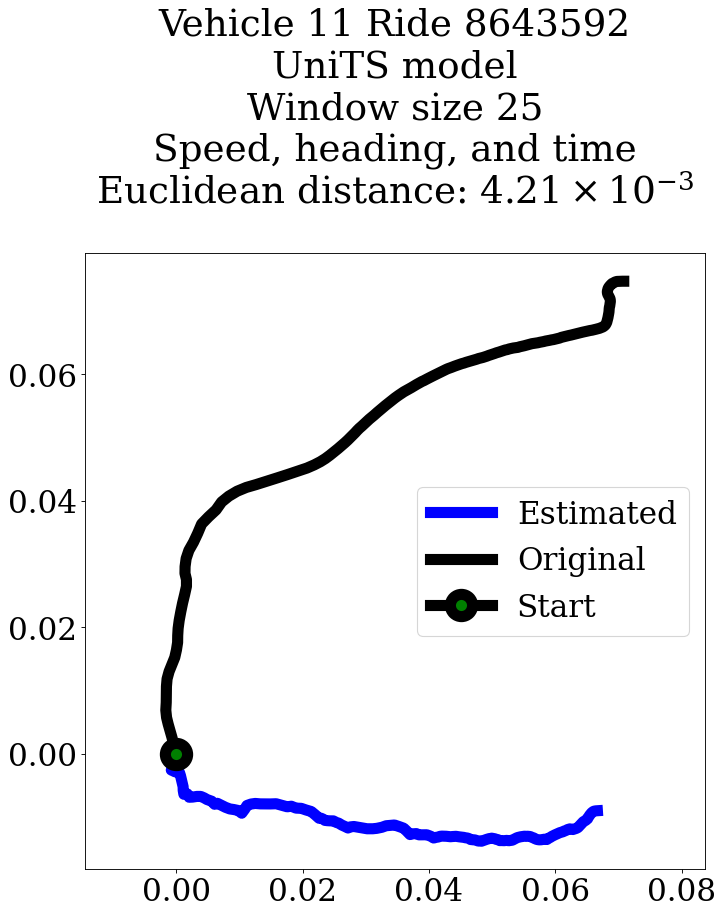 Vehicle 11 Ride 8643592
UniTS model
Window size 25
Speed, heading, and time
Euclidean distance: 4.21 × 10⁻³
0.06
0.04
0.02
0.00
Estimated
Original
Start
0.00 0.02 0.04 0.06 0.08